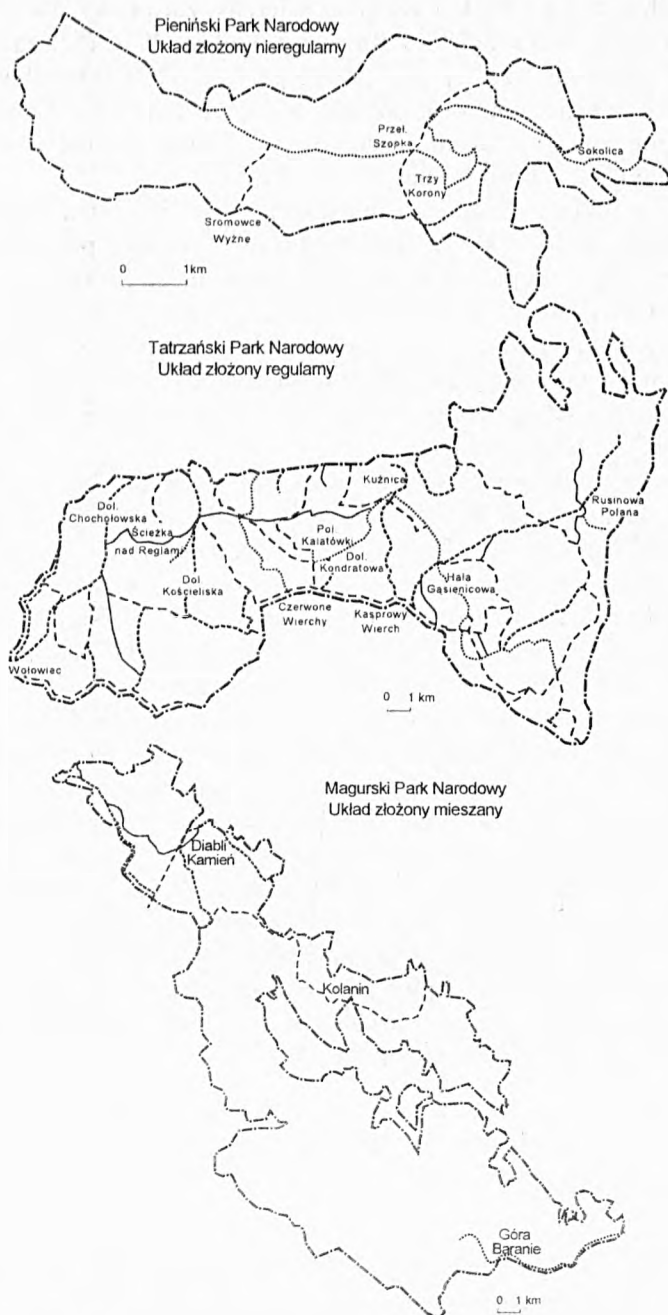 Pieniński Park Narodowy
Układ złożony nieregularny
Przeł.
Szopka
Sokolica
Trzy
Korony
Sromowce
Wyżne
0 1km
Tatrzański Park Narodowy
Układ złożony regularny
Kuźnice
Rusinowa
Polana
Dol.
Chochołowska
Ścieżka
nad Reglami
Pol.
Kalatówki
Dol.
Kondratowa
Dol.
Kościeliska
Hala
Gąsienicowa
Czerwone
Wierchy
Kasprowy
Wierch
Wołowiec
0 1 km
Magurski Park Narodowy
Układ złożony mieszany
Diabli
Kamień
Kolanin
Góra
Baranie
0 1 km